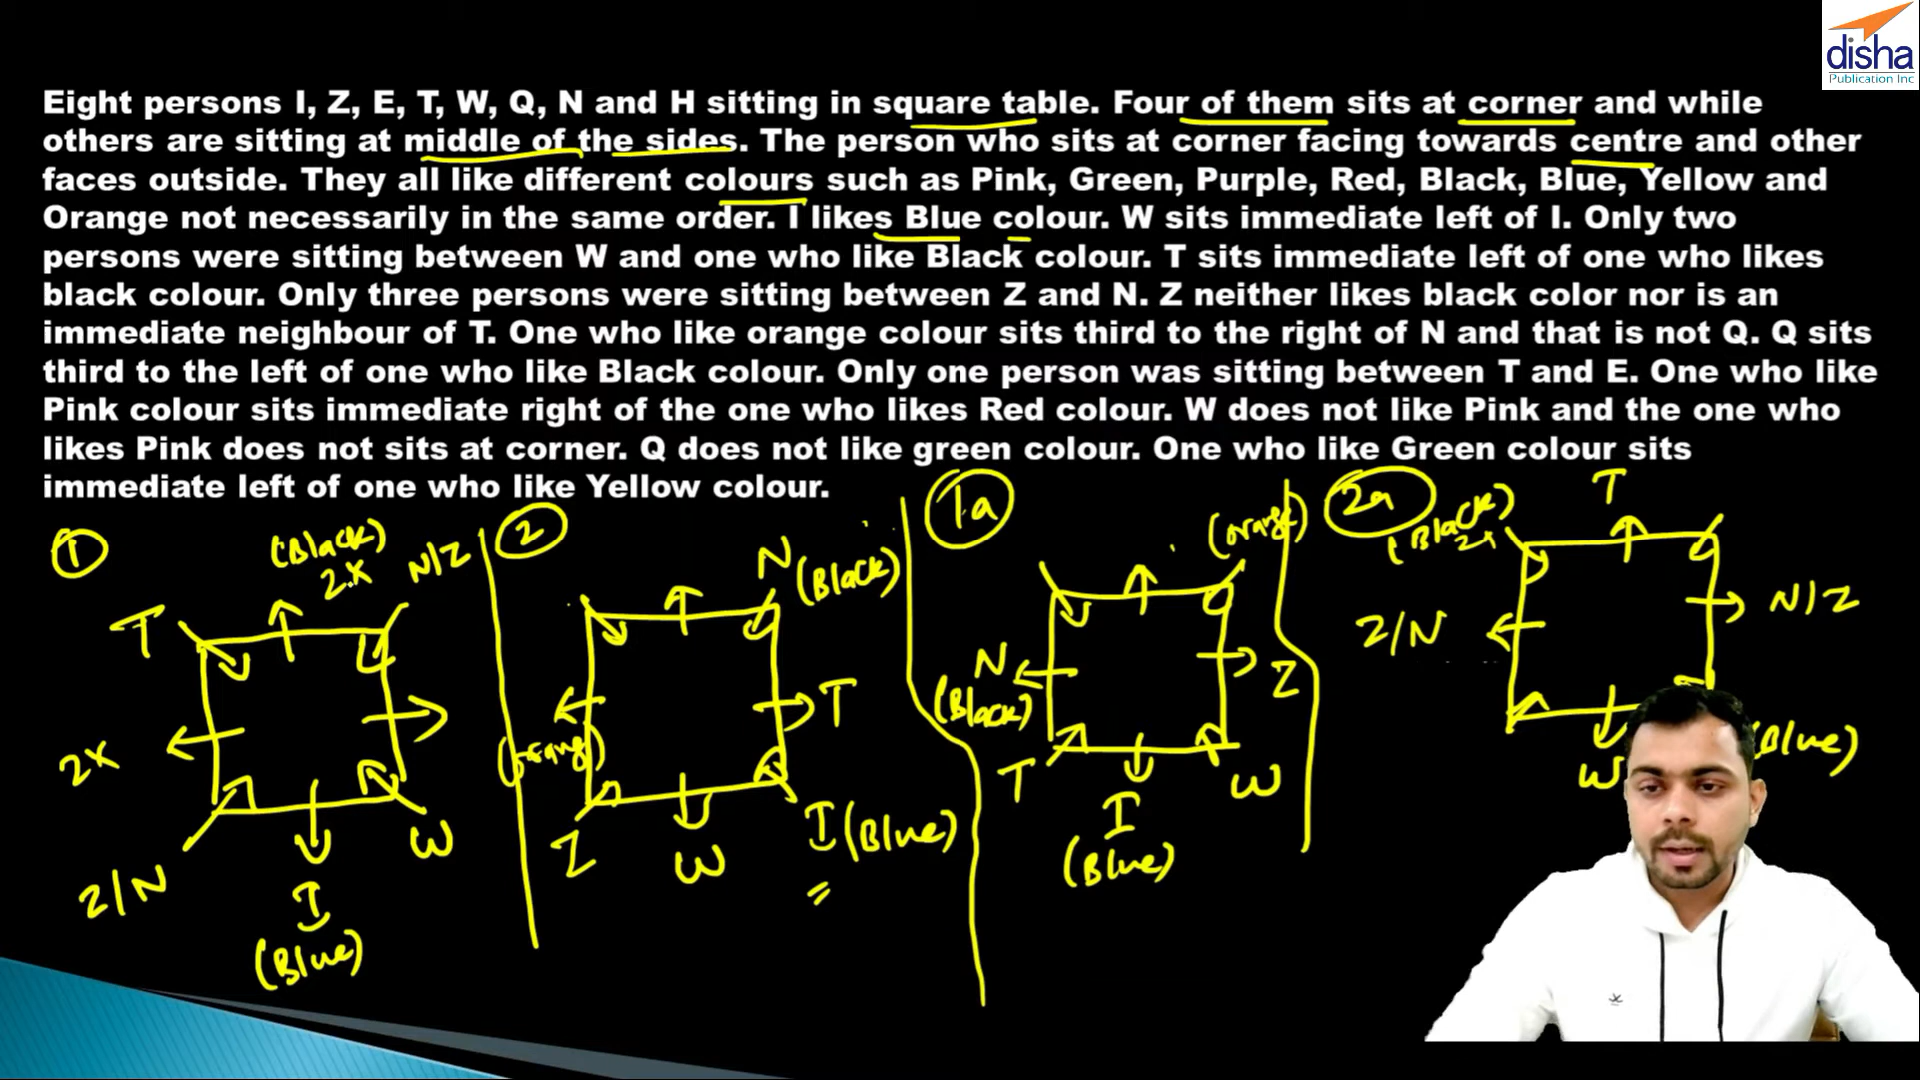 disha
Publication Inc
Eight persons I, Z, E, T, W, Q, N and H sitting in square table. Four of them sits at corner and while
others are sitting at middle of the sides. The person who sits at corner facing towards centre and other
faces outside. They all like different colours such as Pink, Green, Purple, Red, Black, Blue, Yellow and
Orange not necessarily in the same order. I likes Blue colour. W sits immediate left of I. Only two
persons were sitting between W and one who like Black colour. T sits immediate left of one who likes
black colour. Only three persons were sitting between Z and N. Z neither likes black color nor is an
immediate neighbour of T. One who like orange colour sits third to the right of N and that is not Q. Q sits
third to the left of one who like Black colour. Only one person was sitting between T and E. One who like
Pink colour sits immediate right of the one who likes Red colour. W does not like Pink and the one who
likes Pink does not sits at corner. Q does not like green colour. One who like Green colour sits
immediate left of one who like Yellow colour.
1
(Black)
Zx
N/Z
T
Zx
Z/N
I
(Blue)
W
2
N
(Black)
T
(orange)
Z
W
I (Blue)
1a
(orange)
N
(Black)
Z
T
I
(Blue)
W
2a
T
(Black)
Zx
Z/N
N/Z
W
Blue)